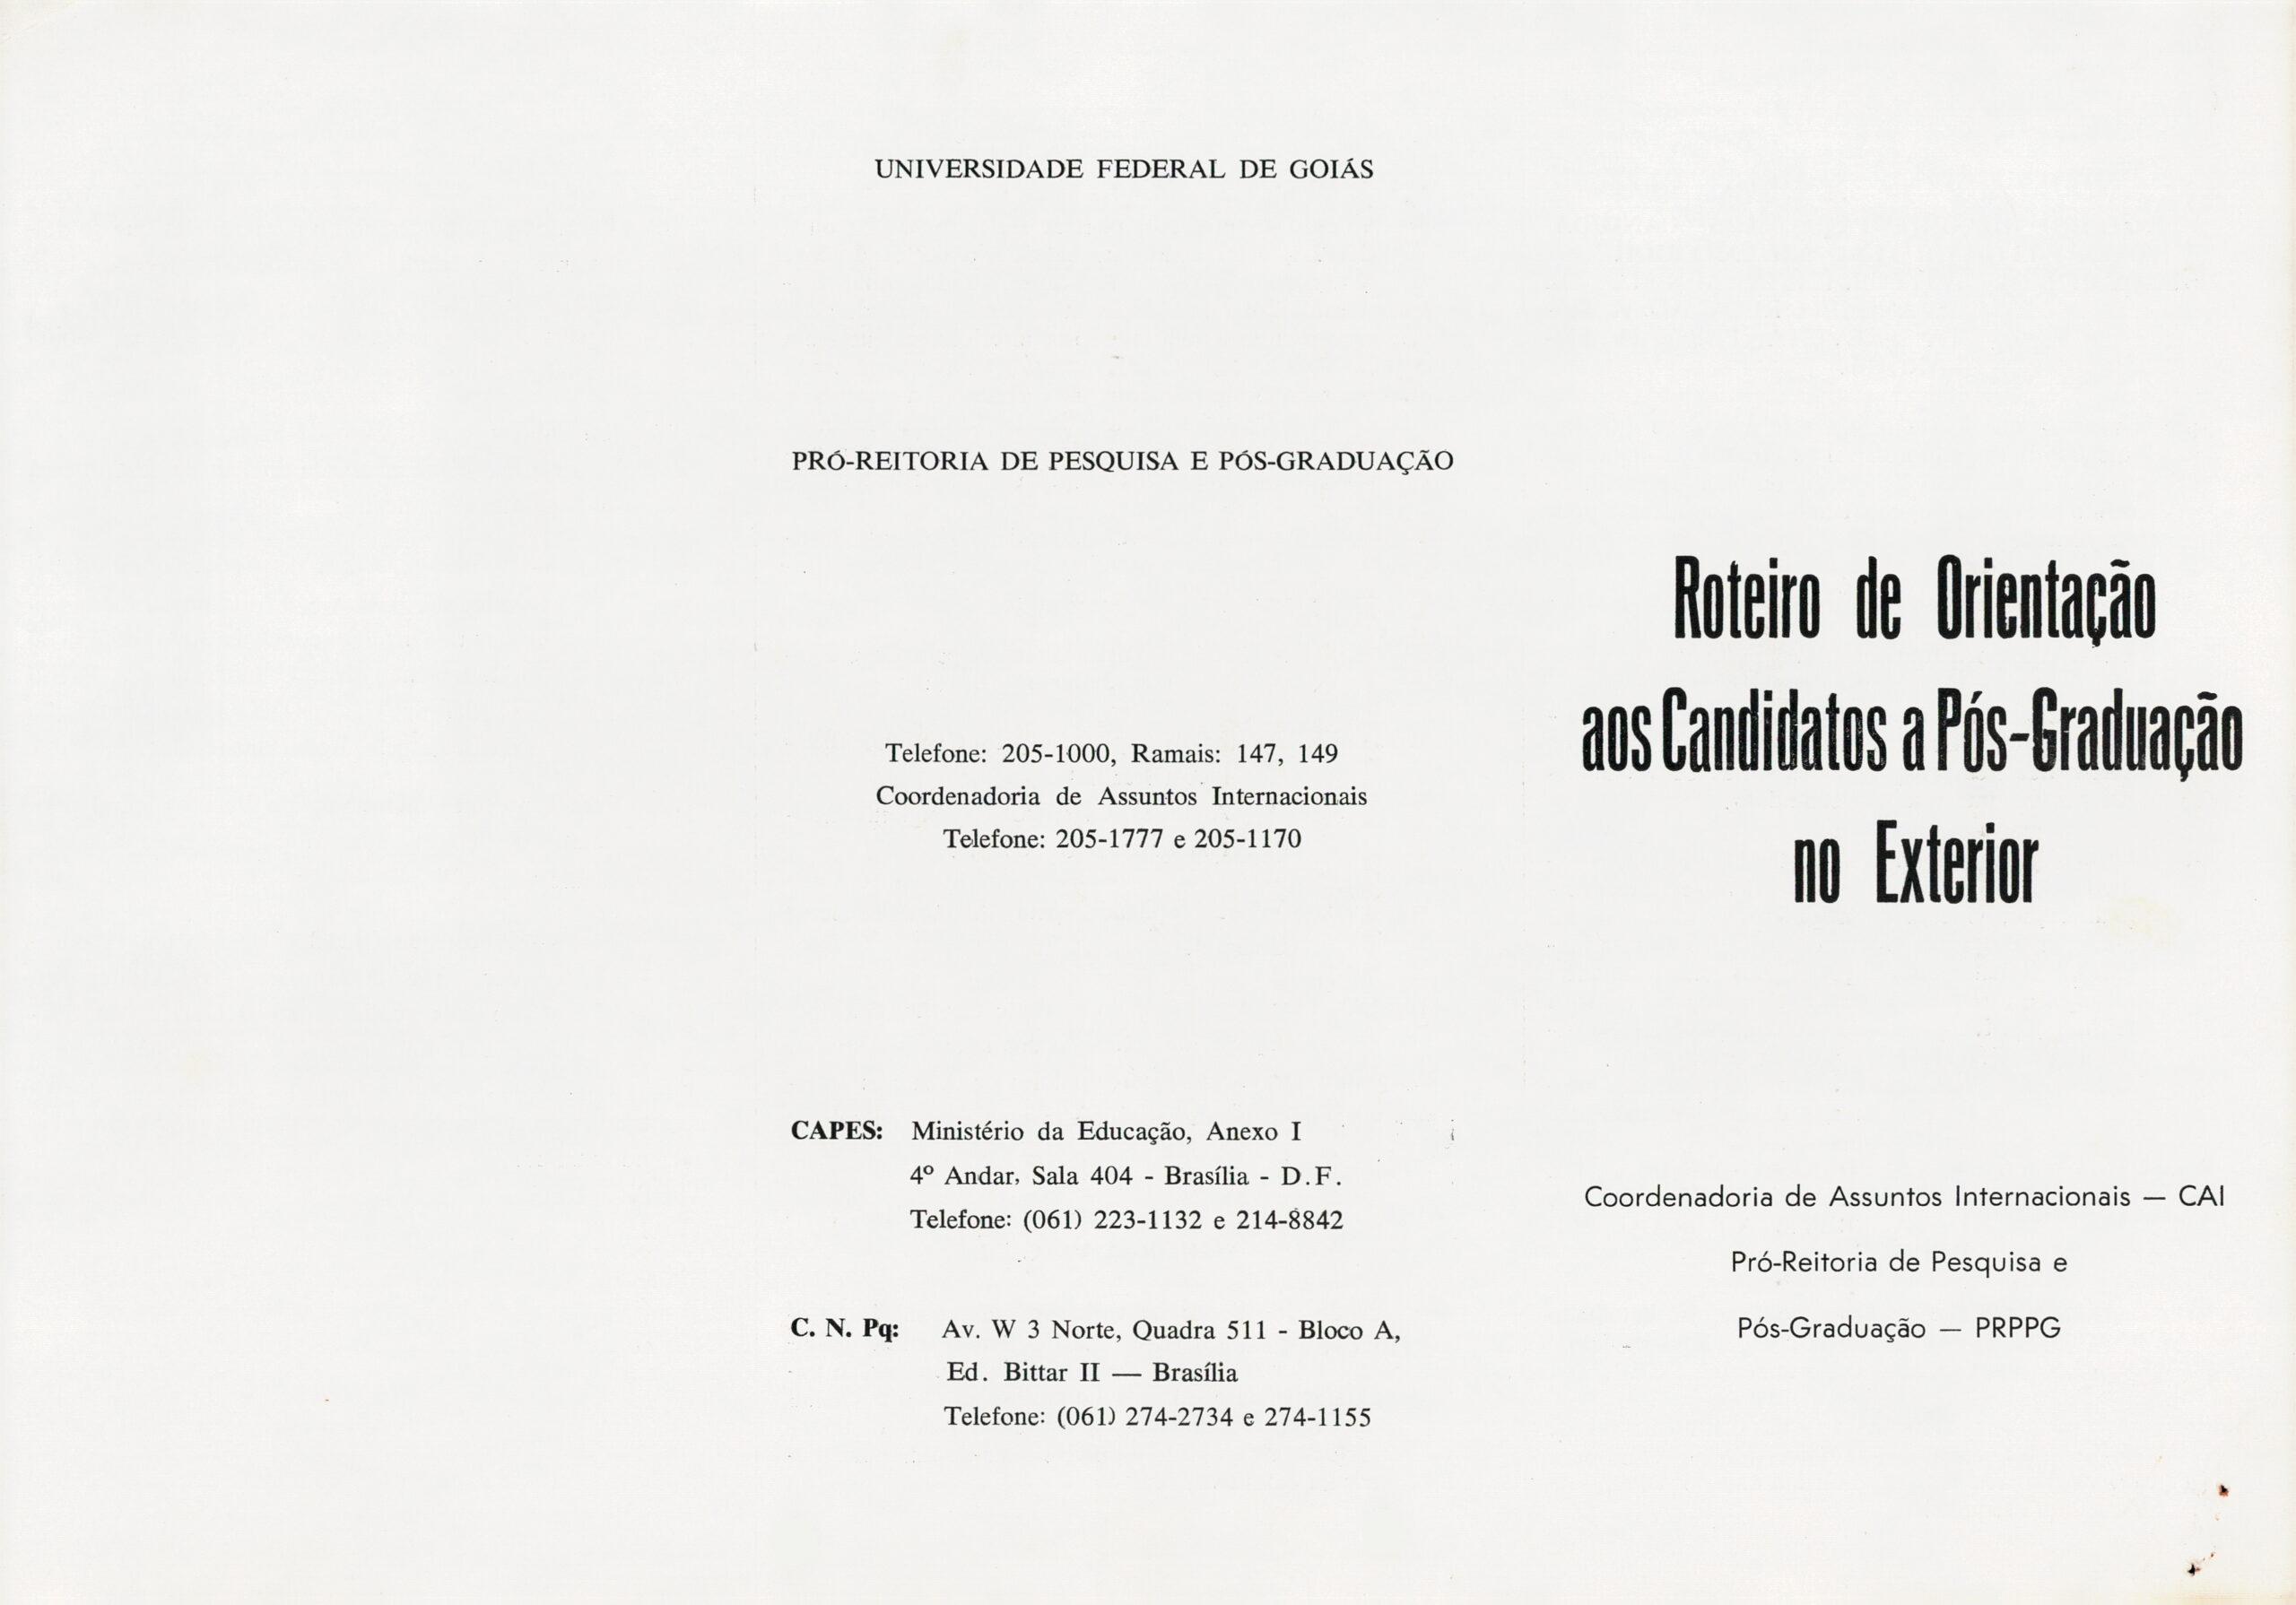 UNIVERSIDADE FEDERAL DE GOIÁS
PRÓ-REITORIA DE PESQUISA E PÓS-GRADUAÇÃO
Telefone: 205-1000, Ramais: 147, 149
Coordenadoria de Assuntos Internacionais
Telefone: 205-1777 e 205-1170
CAPES: Ministério da Educação, Anexo I
4º Andar, Sala 404 - Brasília - D.F.
Telefone: (061) 223-1132 e 214-8842
C. N. Pq: Av. W 3 Norte, Quadra 511 - Bloco A,
Ed. Bittar II — Brasília
Telefone: (061) 274-2734 e 274-1155
Roteiro de Orientação
aos Candidatos a Pós-Graduação
no Exterior
Coordenadoria de Assuntos Internacionais — CAI
Pró-Reitoria de Pesquisa e
Pós-Graduação — PRPPG